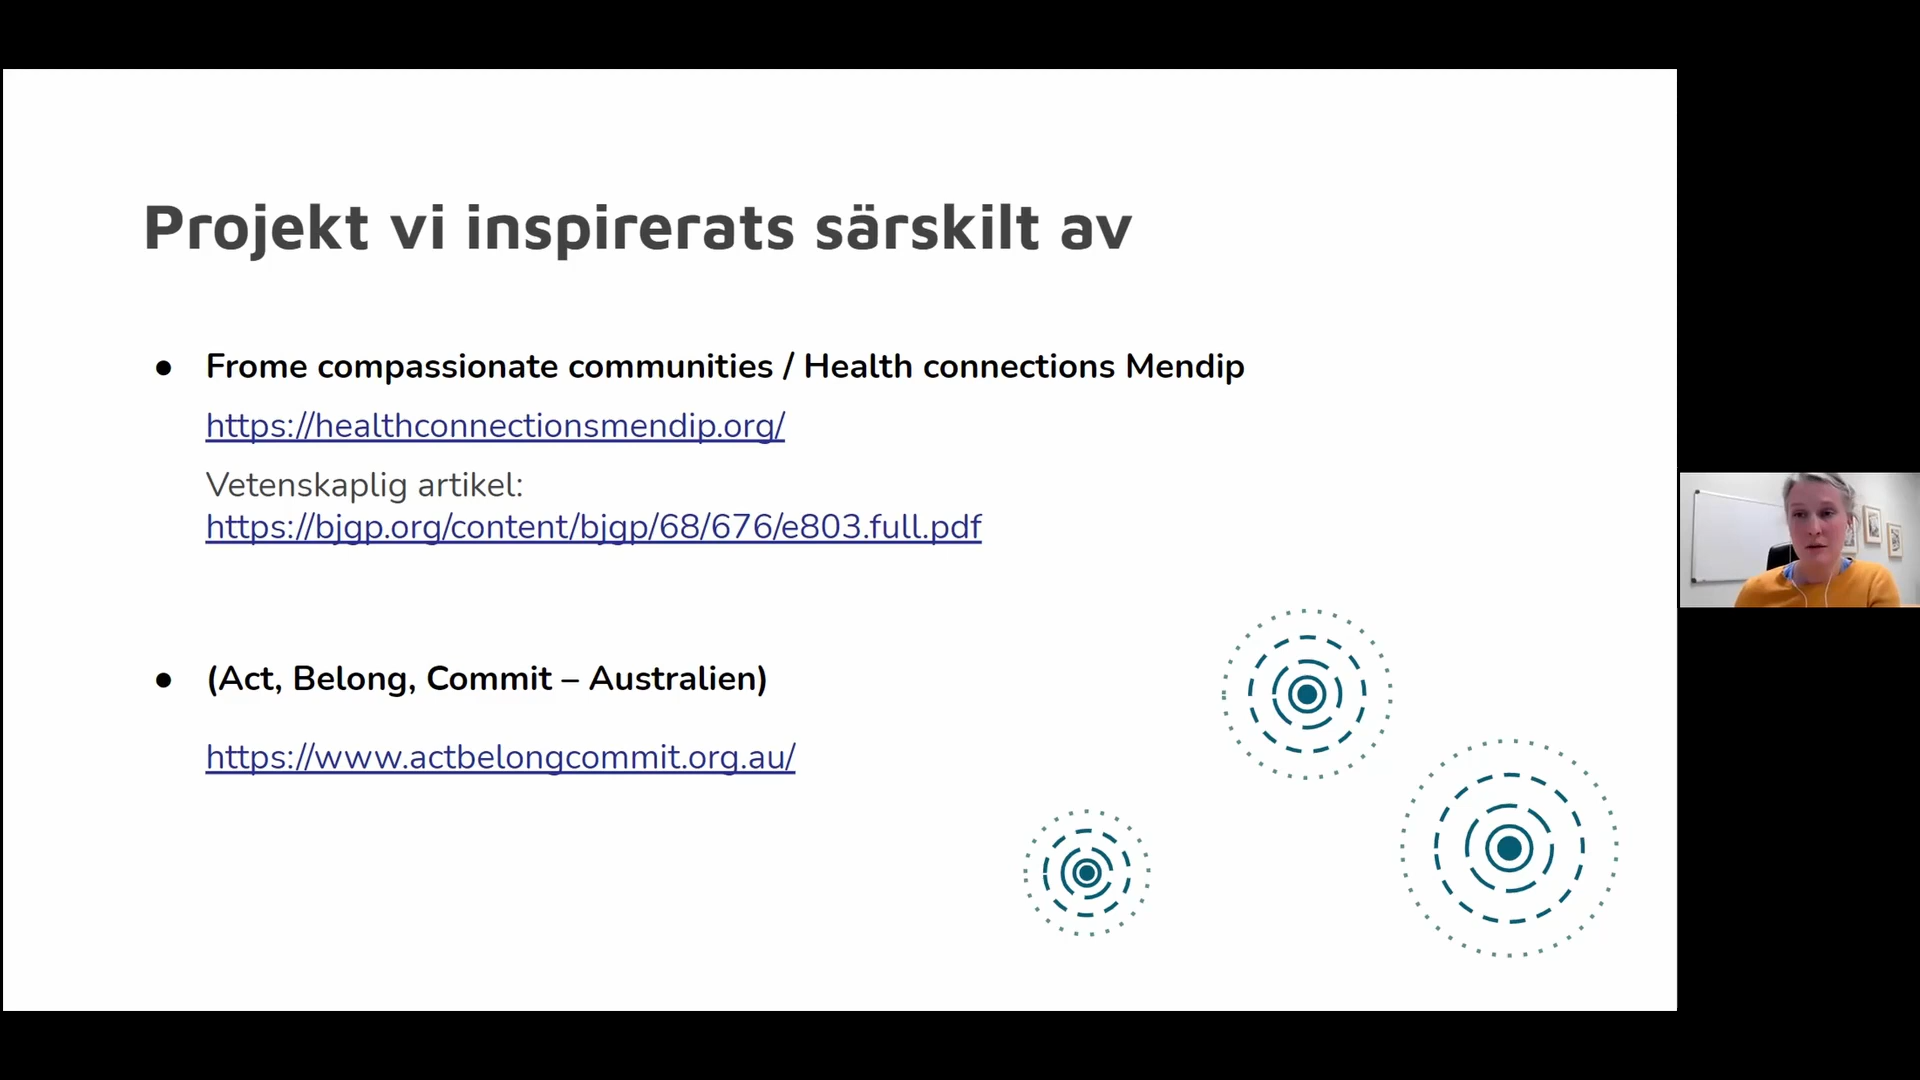 Projekt vi inspirerats särskilt av
● Frome compassionate communities / Health connections Mendip
https://healthconnectionsmendip.org/
Vetenskaplig artikel:
https://bjgp.org/content/bjgp/68/676/e803.full.pdf
● (Act, Belong, Commit – Australien)
https://www.actbelongcommit.org.au/